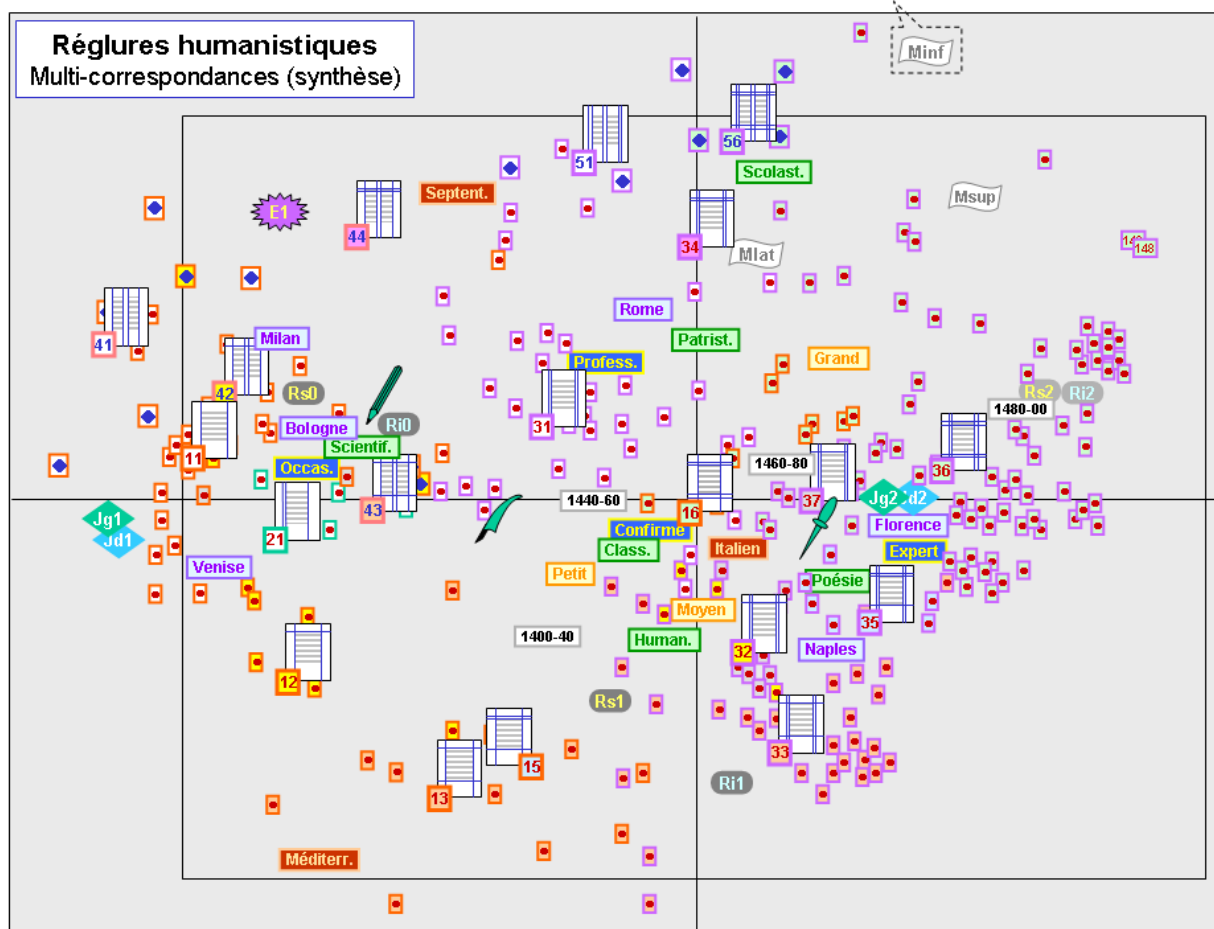 Réglures humanistiques
Multi-correspondances (synthèse)
Minf
51
56
Scolast.
Septent.
Msup
E1
44
34
Mlat
148
Rome
41
Milan
Patrist.
Profess.
Grand
42
Rs0
Rs2
Ri2
1480-00
Bologne
Ri0
31
Scientif.
11
Occas.
1460-80
36
43
1440-60
16
37
Jg1
Jd1
Jg2
d2
Confirmé
Florence
21
Class.
Italien
Expert
Venise
Petit
Poésie
Moyen
35
1400-40
Human.
32
Naples
12
Rs1
33
15
Ri1
13
Méditerr.